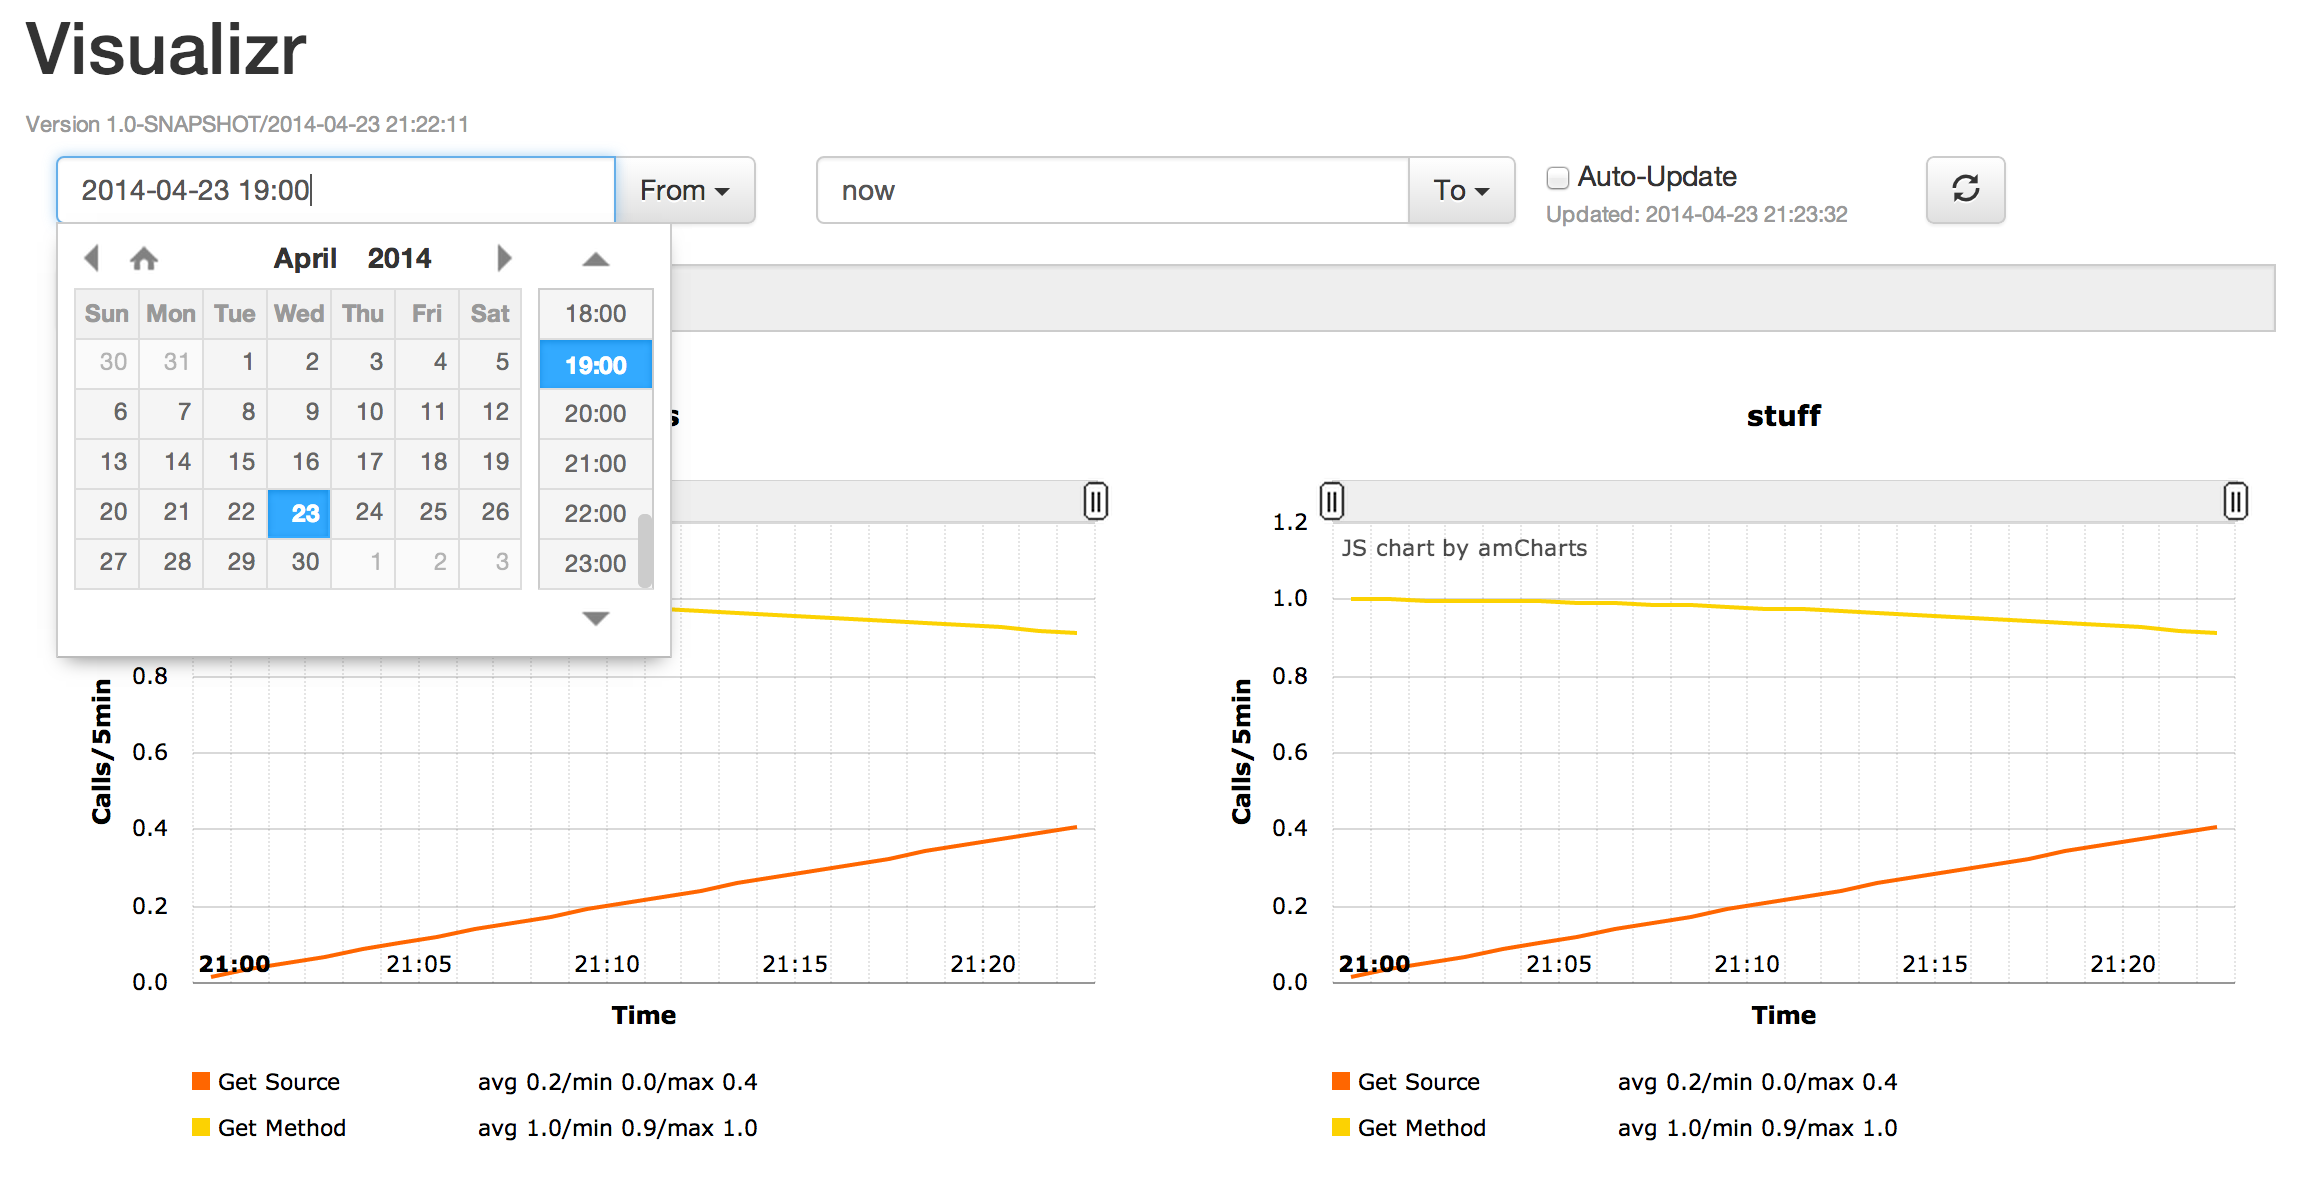 Visualizr
Version 1.0-SNAPSHOT/2014-04-23 21:22:11
2014-04-23 19:00 From now To Auto-Update
Updated: 2014-04-23 21:23:32
April 2014
Sun Mon Tue Wed Thu Fri Sat
30 31 1 2 3 4 5
6 7 8 9 10 11 12
13 14 15 16 17 18 19
20 21 22 23 24 25 26
27 28 29 30 1 2 3
18:00
19:00
20:00
21:00
22:00
23:00
0.8
0.6
0.4
0.2
0.0
Calls/5min
21:00 21:05 21:10 21:15 21:20
Time
Get Source avg 0.2/min 0.0/max 0.4
Get Method avg 1.0/min 0.9/max 1.0
stuff
JS chart by amCharts
1.2
1.0
0.8
0.6
0.4
0.2
0.0
Calls/5min
21:00 21:05 21:10 21:15 21:20
Time
Get Source avg 0.2/min 0.0/max 0.4
Get Method avg 1.0/min 0.9/max 1.0